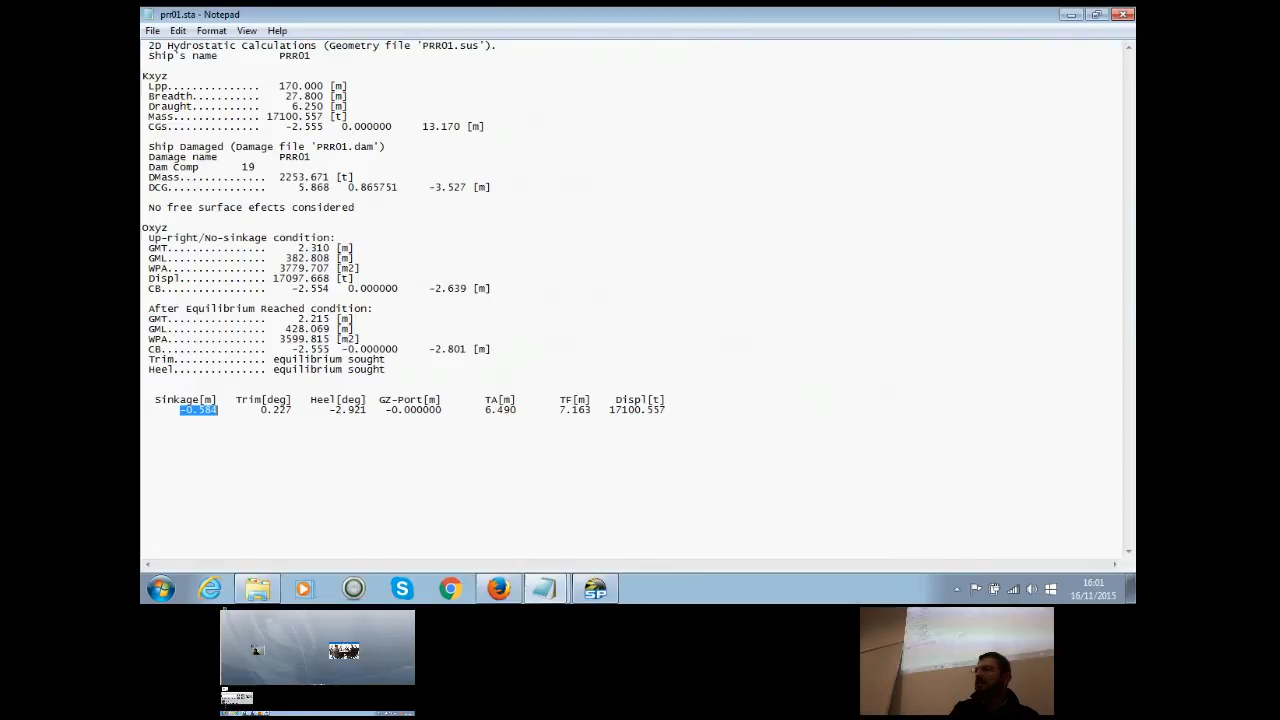 prr01.sta - Notepad
File Edit Format View Help
2D Hydrostatic Calculations (Geometry file 'PRR01.sus').
Ship's name PRR01
Kxyz
Lpp............... 170.000 [m]
Breadth........... 27.800 [m]
Draught........... 6.250 [m]
Mass.............. 17100.557 [t]
CGs............... -2.555 0.000000 13.170 [m]
Ship Damaged (Damage file 'PRR01.dam')
Damage name PRR01
Dam Comp 19
DMass............. 2253.671 [t]
DCG............... 5.868 0.865751 -3.527 [m]
No free surface efects considered
Oxyz
Up-right/No-sinkage condition:
GMT............... 2.310 [m]
GML............... 382.808 [m]
WPA............... 3779.707 [m2]
Displ............. 17097.668 [t]
CB................ -2.554 0.000000 -2.639 [m]
After Equilibrium Reached condition:
GMT............... 2.215 [m]
GML............... 428.069 [m]
WPA............... 3599.815 [m2]
CB................ -2.555 -0.000000 -2.801 [m]
Trim.............. equilibrium sought
Heel.............. equilibrium sought
Sinkage[m] Trim[deg] Heel[deg] GZ-Port[m] TA[m] TF[m] Displ[t]
-0.584 0.227 -2.921 -0.000000 6.490 7.163 17100.557
SP
16:01
16/11/2015